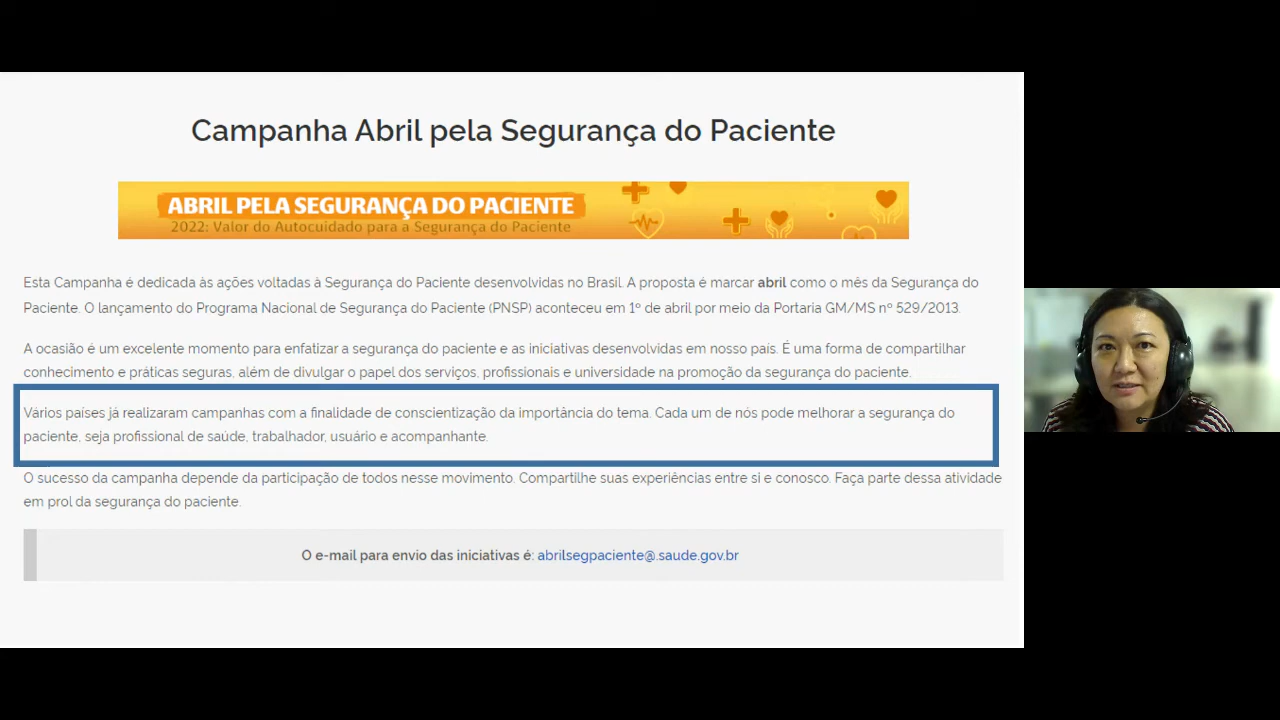 Campanha Abril pela Segurança do Paciente
ABRIL PELA SEGURANÇA DO PACIENTE
2022: Valor do Autocuidado para a Segurança do Paciente
Esta Campanha é dedicada às ações voltadas à Segurança do Paciente desenvolvidas no Brasil. A proposta é marcar abril como o mês da Segurança do
Paciente. O lançamento do Programa Nacional de Segurança do Paciente (PNSP) aconteceu em 1º de abril por meio da Portaria GM/MS nº 529/2013.
A ocasião é um excelente momento para enfatizar a segurança do paciente e as iniciativas desenvolvidas em nosso país. É uma forma de compartilhar
conhecimento e práticas seguras, além de divulgar o papel dos serviços, profissionais e universidade na promoção da segurança do paciente.
Vários países já realizaram campanhas com a finalidade de conscientização da importância do tema. Cada um de nós pode melhorar a segurança do
paciente, seja profissional de saúde, trabalhador, usuário e acompanhante.
O sucesso da campanha depende da participação de todos nesse movimento. Compartilhe suas experiências entre si e conosco. Faça parte dessa atividade
em prol da segurança do paciente.
O e-mail para envio das iniciativas é: abrilsegpaciente@.saude.gov.br